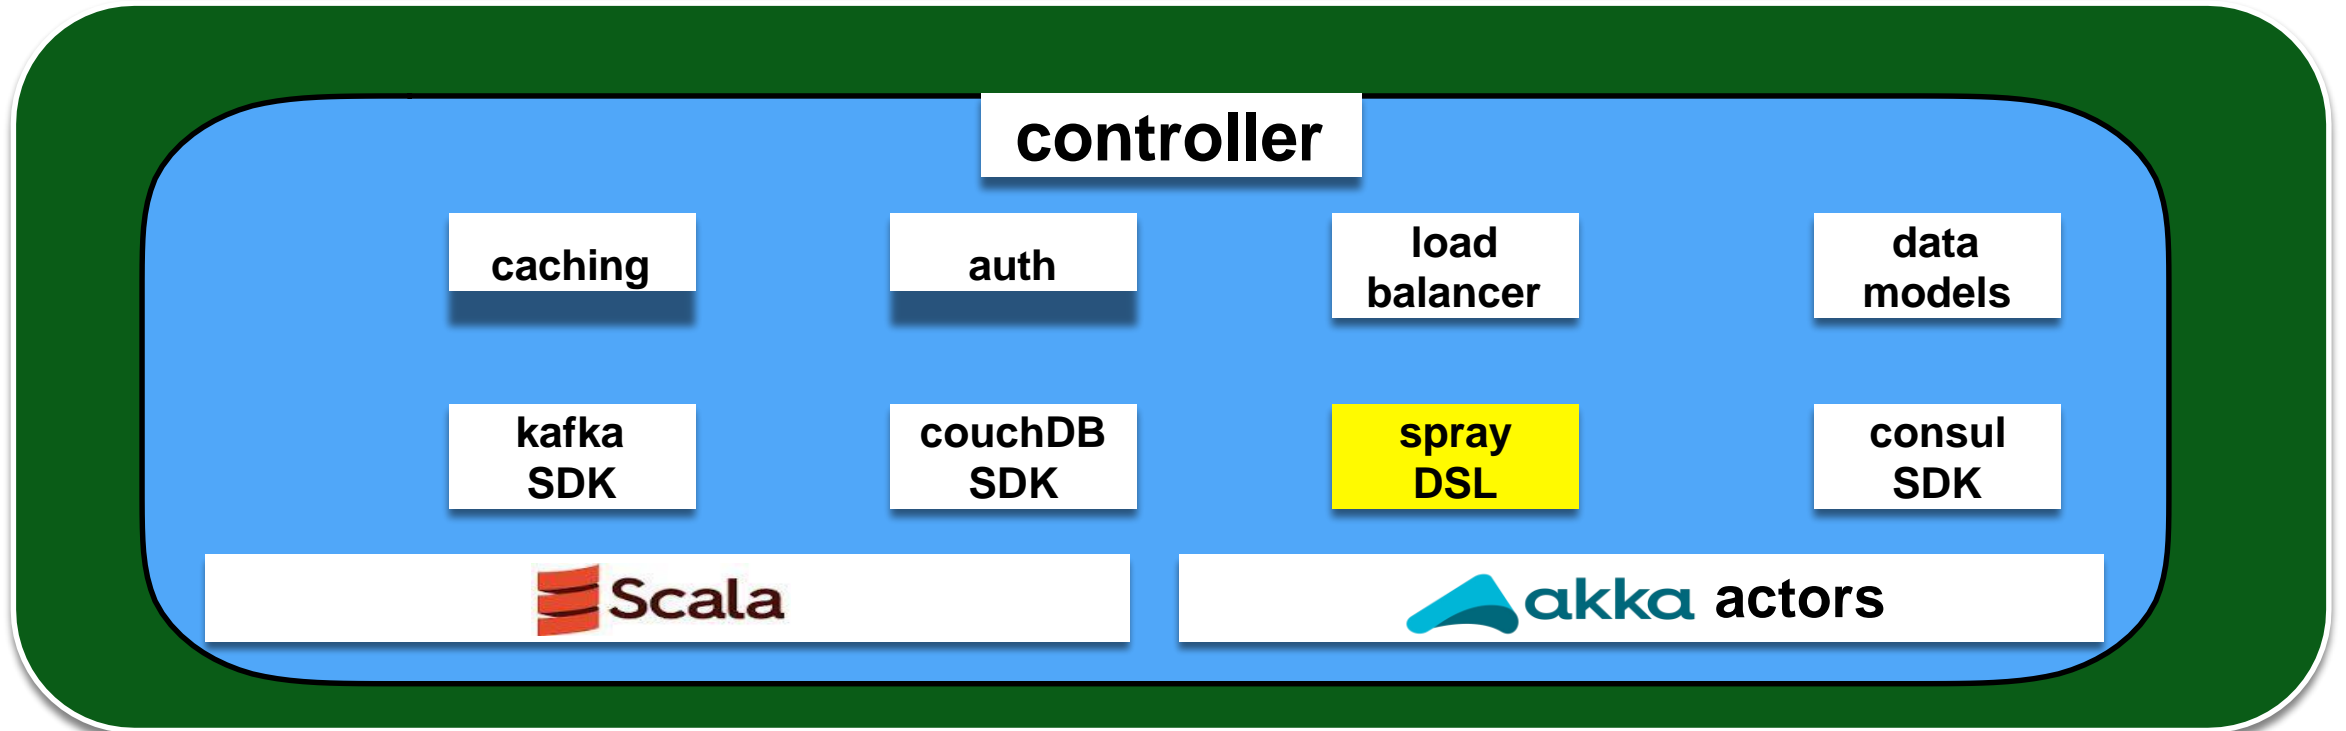 controller
caching
auth
load
balancer
data
models
kafka
SDK
couchDB
SDK
spray
DSL
consul
SDK
Scala
akka actors